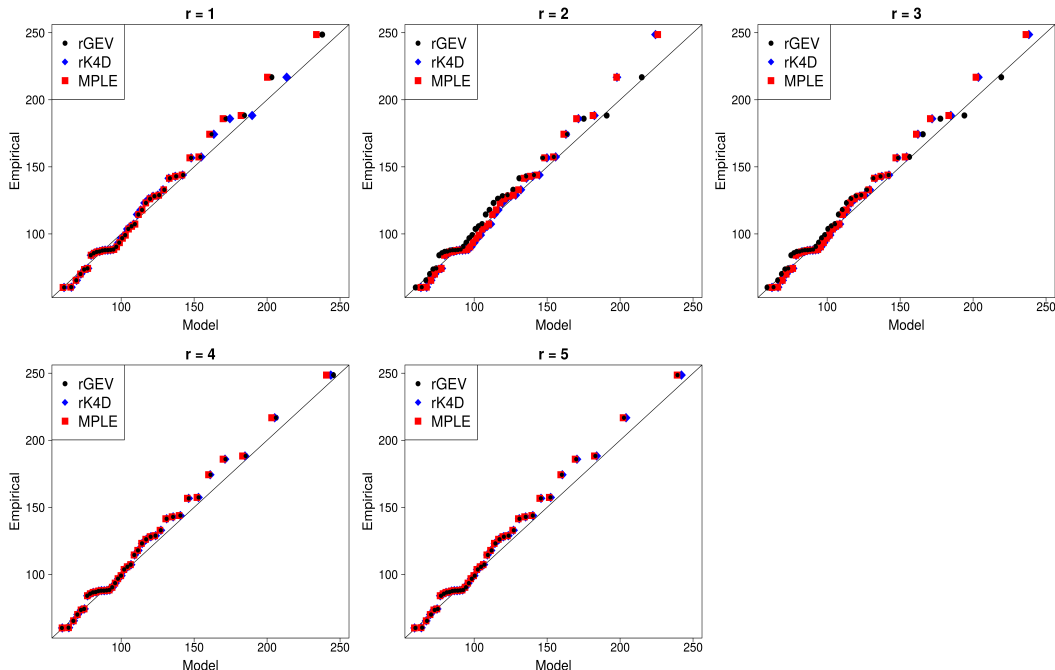 r = 1
250
200
150
100
Empirical
rGEV
rK4D
MPLE
100
150
200
250
Model
r = 2
250
200
150
100
Empirical
rGEV
rK4D
MPLE
100
150
200
250
Model
r = 3
250
200
150
100
Empirical
rGEV
rK4D
MPLE
100
150
200
250
Model
r = 4
250
200
150
100
Empirical
rGEV
rK4D
MPLE
100
150
200
250
Model
r = 5
250
200
150
100
Empirical
rGEV
rK4D
MPLE
100
150
200
250
Model